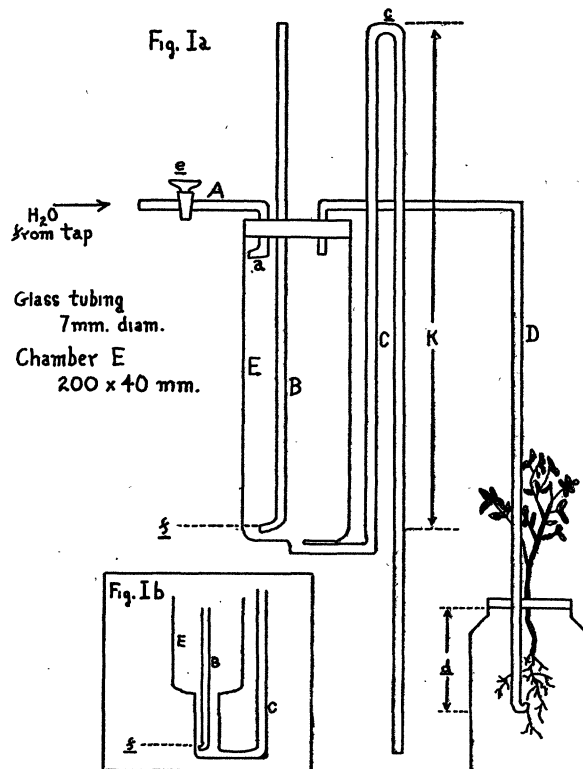 Fig. Ia
c
e
A
H2O
from tap
a
Glass tubing
7mm. diam.
Chamber E
200 x 40 mm.
E
B
C
K
D
f
Fig. Ib
E
B
C
f
d